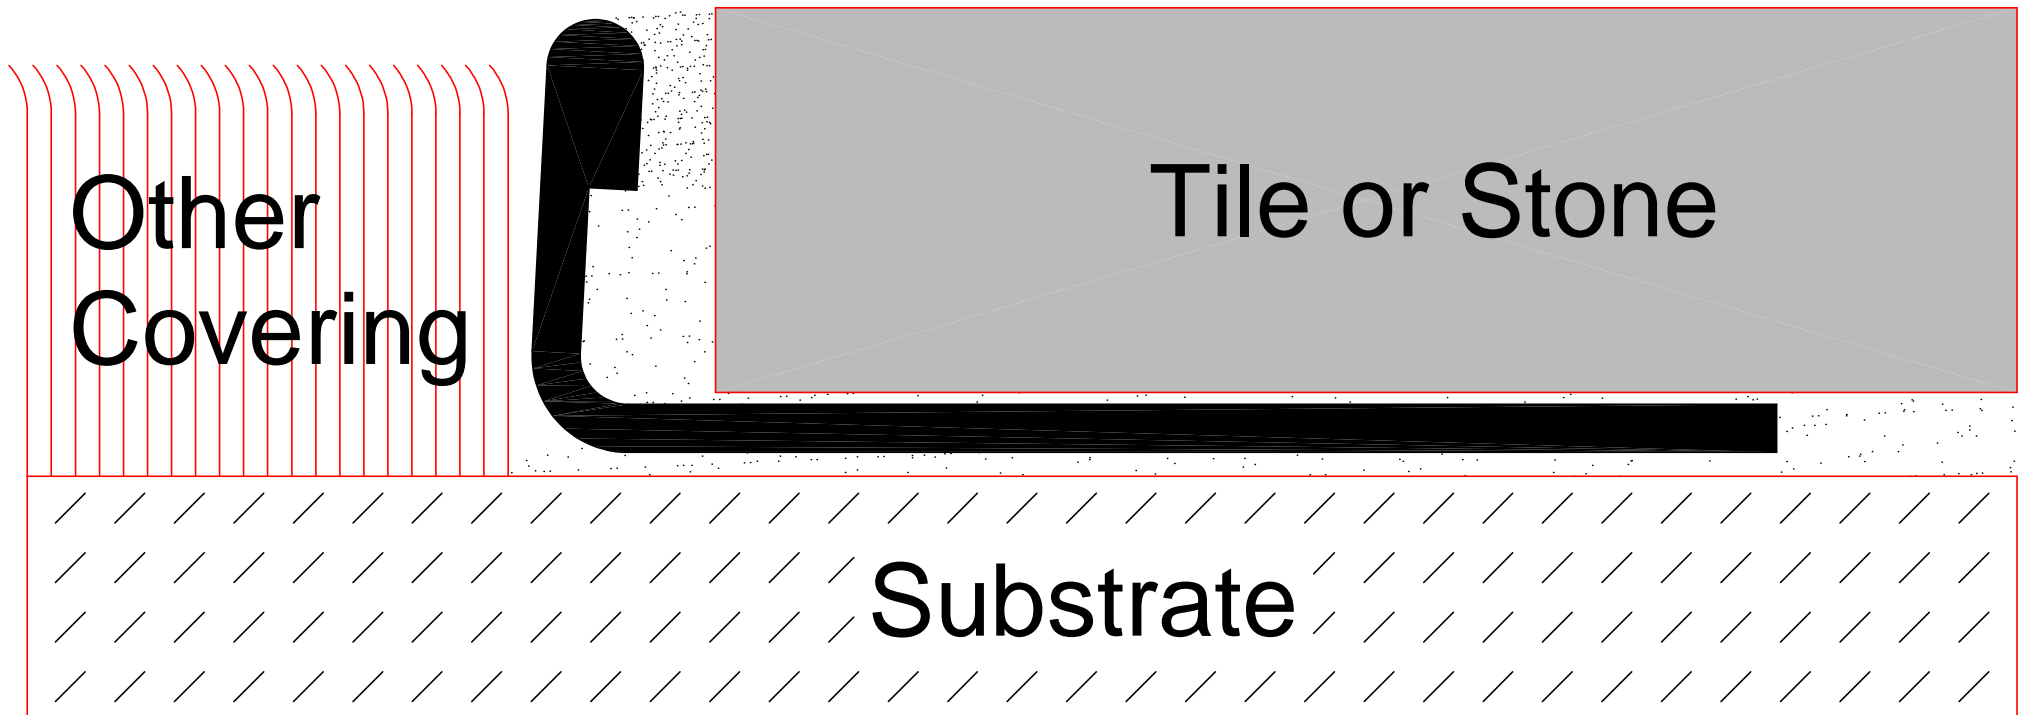 Other
Covering
Tile or Stone
Substrate